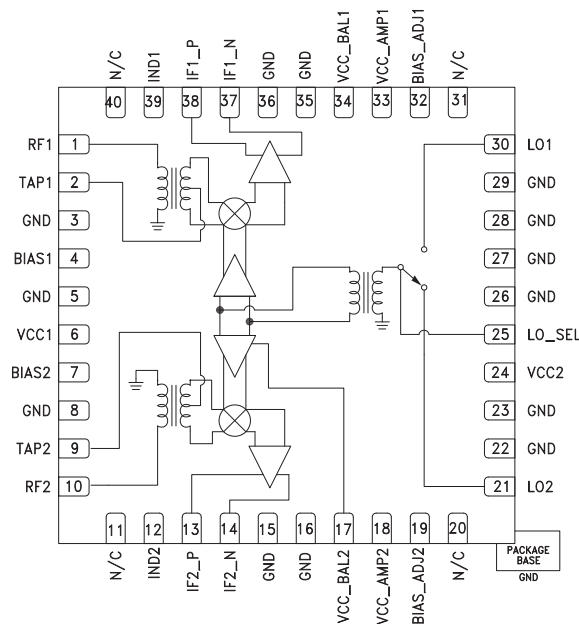 N/C
IND1
IF1_P
IF1_N
GND
GND
VCC_BAL1
VCC_AMP1
BIAS_ADJ1
N/C
40
39
38
37
36
35
34
33
32
31
RF1 1
TAP1 2
GND 3
BIAS1 4
GND 5
VCC1 6
BIAS2 7
GND 8
TAP2 9
RF2 10
30 LO1
29 GND
28 GND
27 GND
26 GND
25 LO_SEL
24 VCC2
23 GND
22 GND
21 LO2
11
12
13
14
15
16
17
18
19
20
N/C
IND2
IF2_P
IF2_N
GND
GND
VCC_BAL2
VCC_AMP2
BIAS_ADJ2
N/C
PACKAGE
BASE
GND